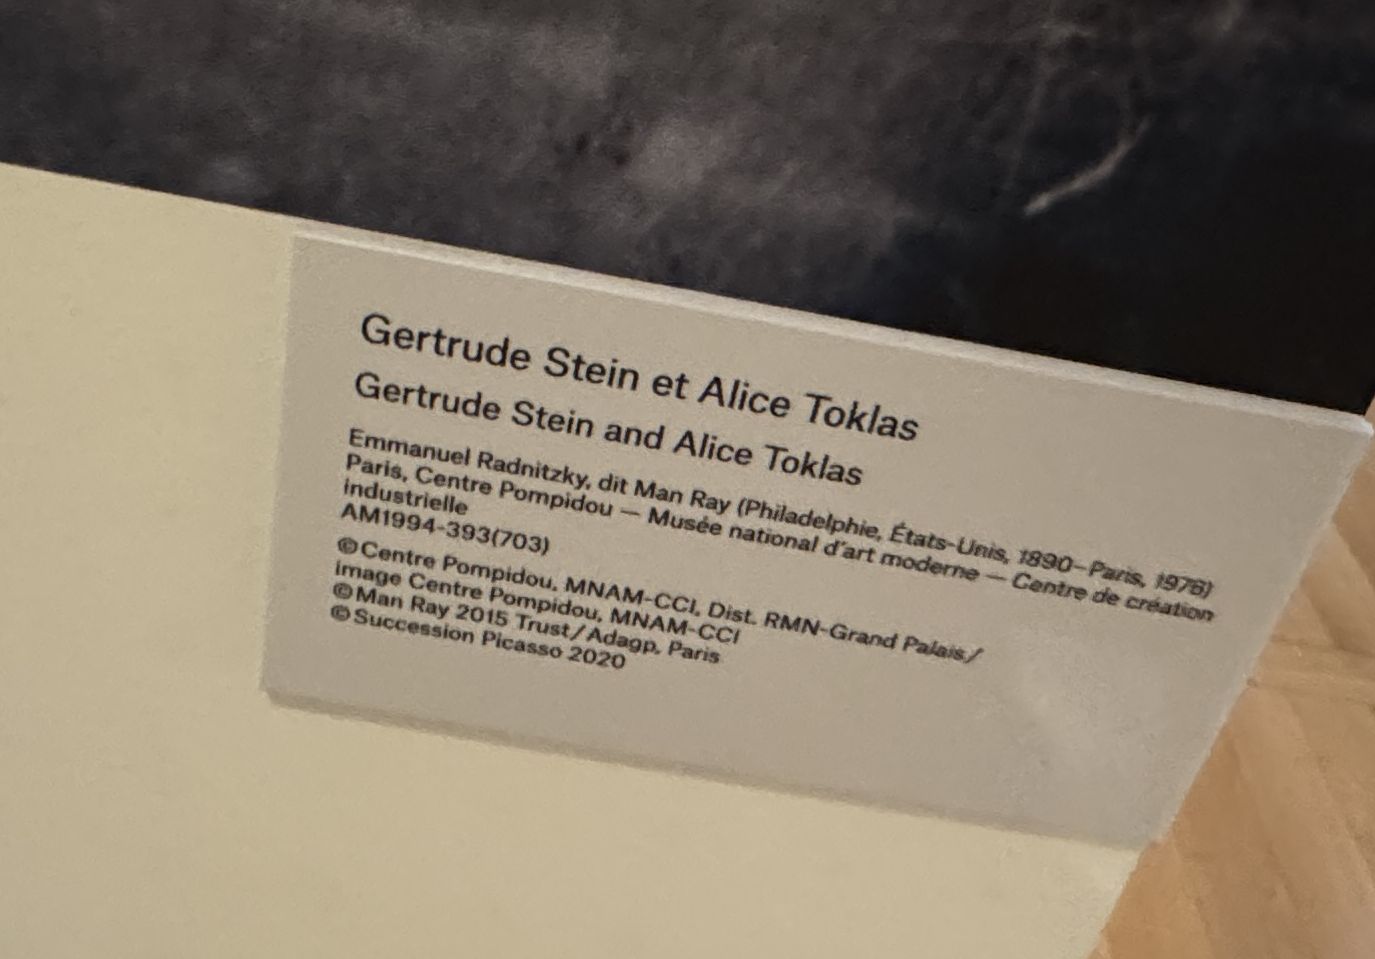 Gertrude Stein et Alice Toklas
Gertrude Stein and Alice Toklas
Emmanuel Radnitzky, dit Man Ray (Philadelphie, États-Unis, 1890–Paris, 1976)
Paris, Centre Pompidou — Musée national d'art moderne — Centre de création
industrielle
AM1994-393(703)
©Centre Pompidou, MNAM-CCI, Dist. RMN-Grand Palais/
image Centre Pompidou, MNAM-CCI
©Man Ray 2015 Trust/Adagp, Paris
©Succession Picasso 2020